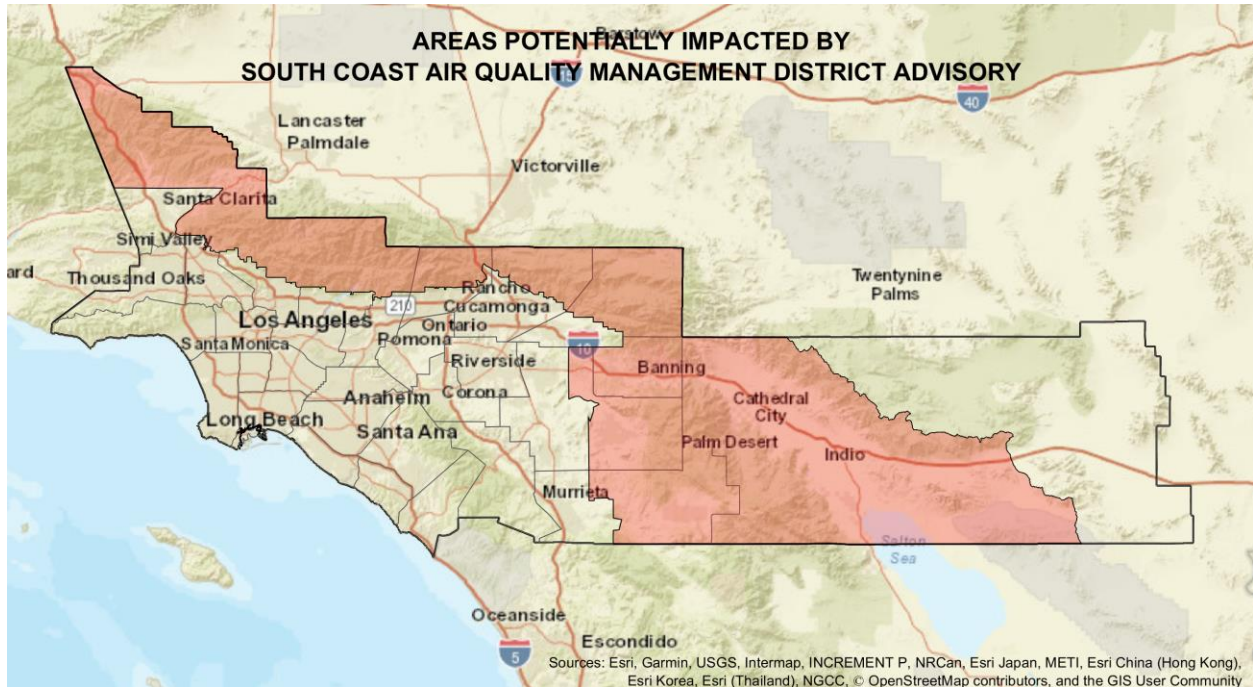 AREAS POTENTIALLY IMPACTED BY
SOUTH COAST AIR QUALITY MANAGEMENT DISTRICT ADVISORY
Barstow
15
40
Lancaster
Palmdale
Victorville
Santa Clarita
Simi Valley
ard
Thousand Oaks
Twentynine
Palms
Rancho
Cucamonga
210
Los Angeles
Ontario
Pomona
Santa Monica
10
Riverside
Banning
Corona
Anaheim
Cathedral
City
Long Beach
Santa Ana
Palm Desert
Indio
Murrieta
Salton
Sea
Oceanside
Escondido
5
Sources: Esri, Garmin, USGS, Intermap, INCREMENT P, NRCan, Esri Japan, METI, Esri China (Hong Kong),
Esri Korea, Esri (Thailand), NGCC, © OpenStreetMap contributors, and the GIS User Community